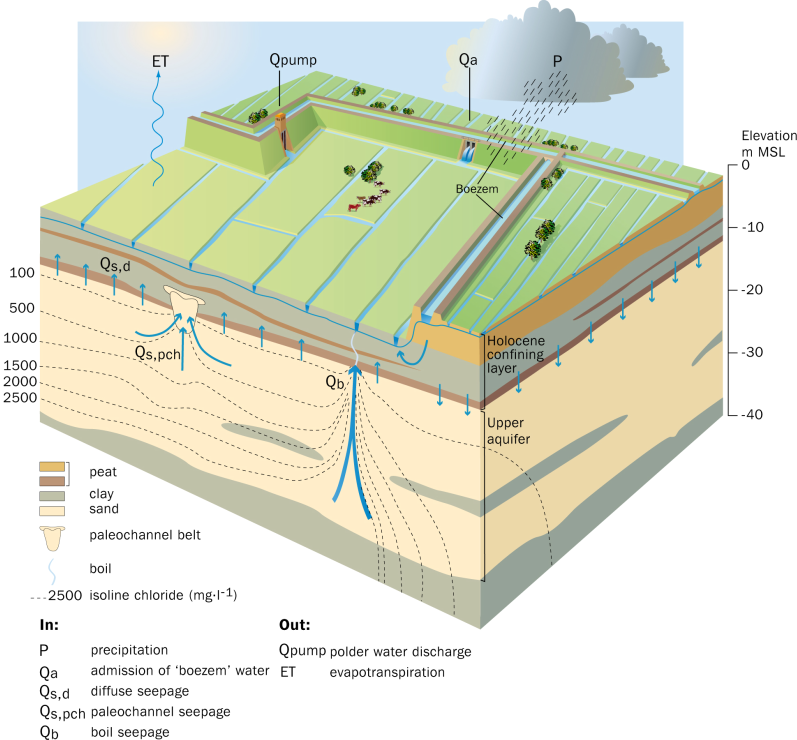 ET
Qpump
Qa
P
Elevation
m MSL
0
-10
-20
-30
-40
Boezem
Qs,d
100
500
1000
1500
2000
2500
Qs,pch
Qb
Holocene
confining
layer
Upper
aquifer
peat
clay
sand
paleochannel belt
boil
2500 isoline chloride (mg·l-1)
In:
P precipitation
Qa admission of ‘boezem’ water
Qs,d diffuse seepage
Qs,pch paleochannel seepage
Qb boil seepage
Out:
Qpump polder water discharge
ET evapotranspiration